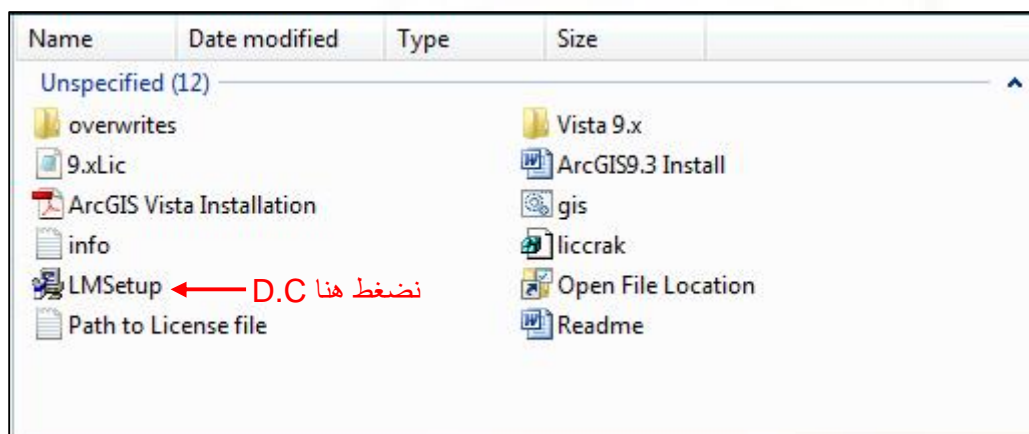 Name Date modified Type Size
Unspecified (12)
overwrites Vista 9.x
9.xLic ArcGIS9.3 Install
ArcGIS Vista Installation gis
info liccrak
LMSetup نضغط هنا D.C Open File Location
Path to License file Readme